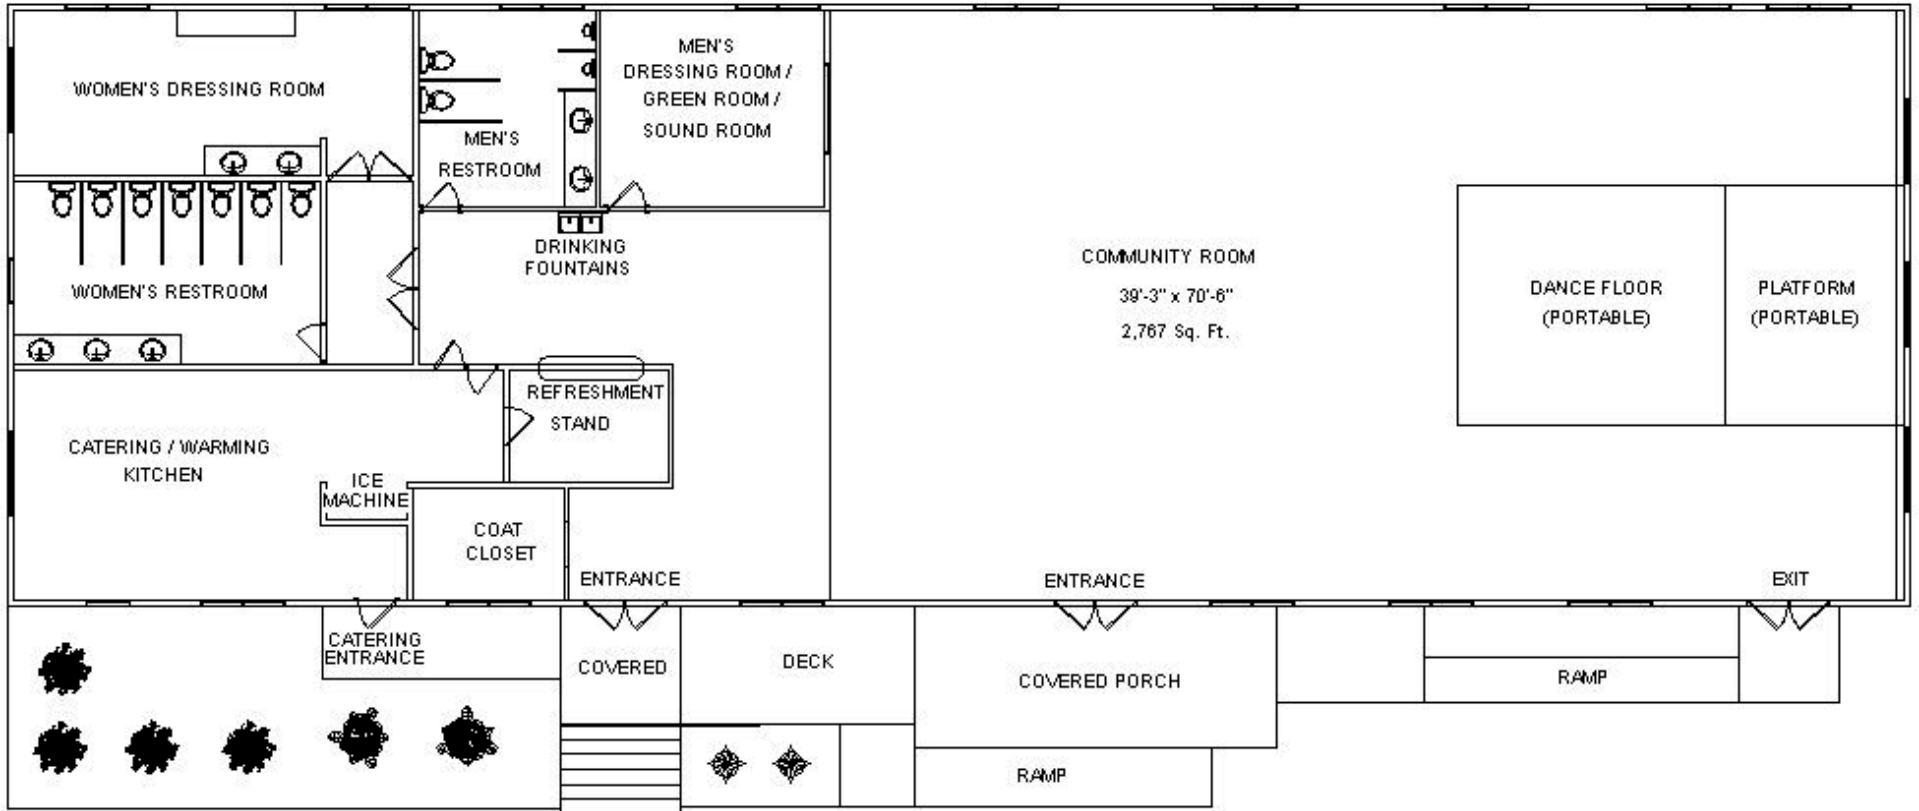 WOMEN'S DRESSING ROOM
MEN'S
RESTROOM
MEN'S
DRESSING ROOM /
GREEN ROOM /
SOUND ROOM
WOMEN'S RESTROOM
DRINKING
FOUNTAINS
COMMUNITY ROOM
39'-3" x 70'-6"
2,767 Sq. Ft.
DANCE FLOOR
(PORTABLE)
PLATFORM
(PORTABLE)
REFRESHMENT
STAND
CATERING / WARMING
KITCHEN
ICE
MACHINE
COAT
CLOSET
ENTRANCE
ENTRANCE
EXIT
CATERING
ENTRANCE
COVERED
DECK
COVERED PORCH
RAMP
RAMP